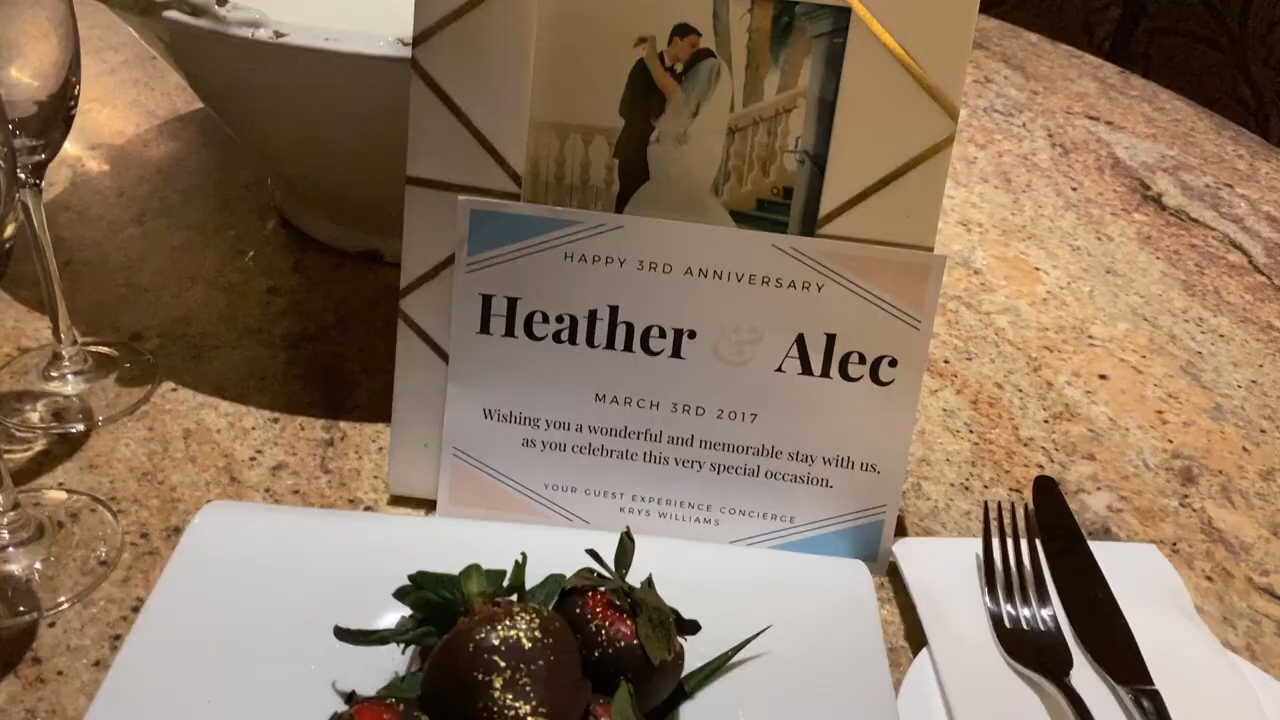 HAPPY 3RD ANNIVERSARY
Heather & Alec
MARCH 3RD 2017
Wishing you a wonderful and memorable stay with us,
as you celebrate this very special occasion.
YOUR GUEST EXPERIENCE CONCIERGE
KRYS WILLIAMS